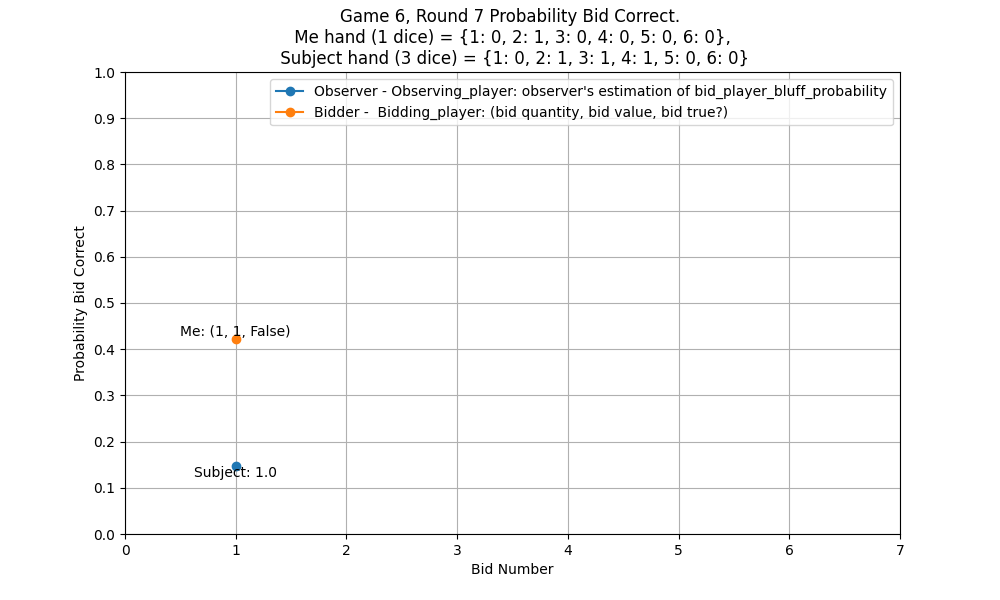 Game 6, Round 7 Probability Bid Correct.
Me hand (1 dice) = {1: 0, 2: 1, 3: 0, 4: 0, 5: 0, 6: 0},
Subject hand (3 dice) = {1: 0, 2: 1, 3: 1, 4: 1, 5: 0, 6: 0}
Observer - Observing_player: observer's estimation of bid_player_bluff_probability
Bidder -  Bidding_player: (bid quantity, bid value, bid true?)
Probability Bid Correct
1.0
0.9
0.8
0.7
0.6
0.5
0.4
0.3
0.2
0.1
0.0
Me: (1, 1, False)
Subject: 1.0
0 1 2 3 4 5 6 7
Bid Number